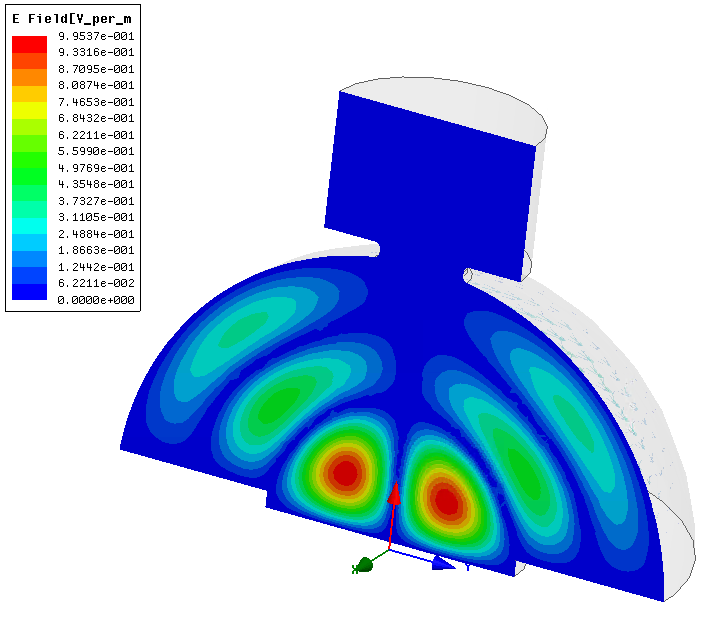 E Field[V_per_m
9.9537e-001
9.3316e-001
8.7095e-001
8.0874e-001
7.4653e-001
6.8432e-001
6.2211e-001
5.5990e-001
4.9769e-001
4.3548e-001
3.7327e-001
3.1105e-001
2.4884e-001
1.8663e-001
1.2442e-001
6.2211e-002
0.0000e+000